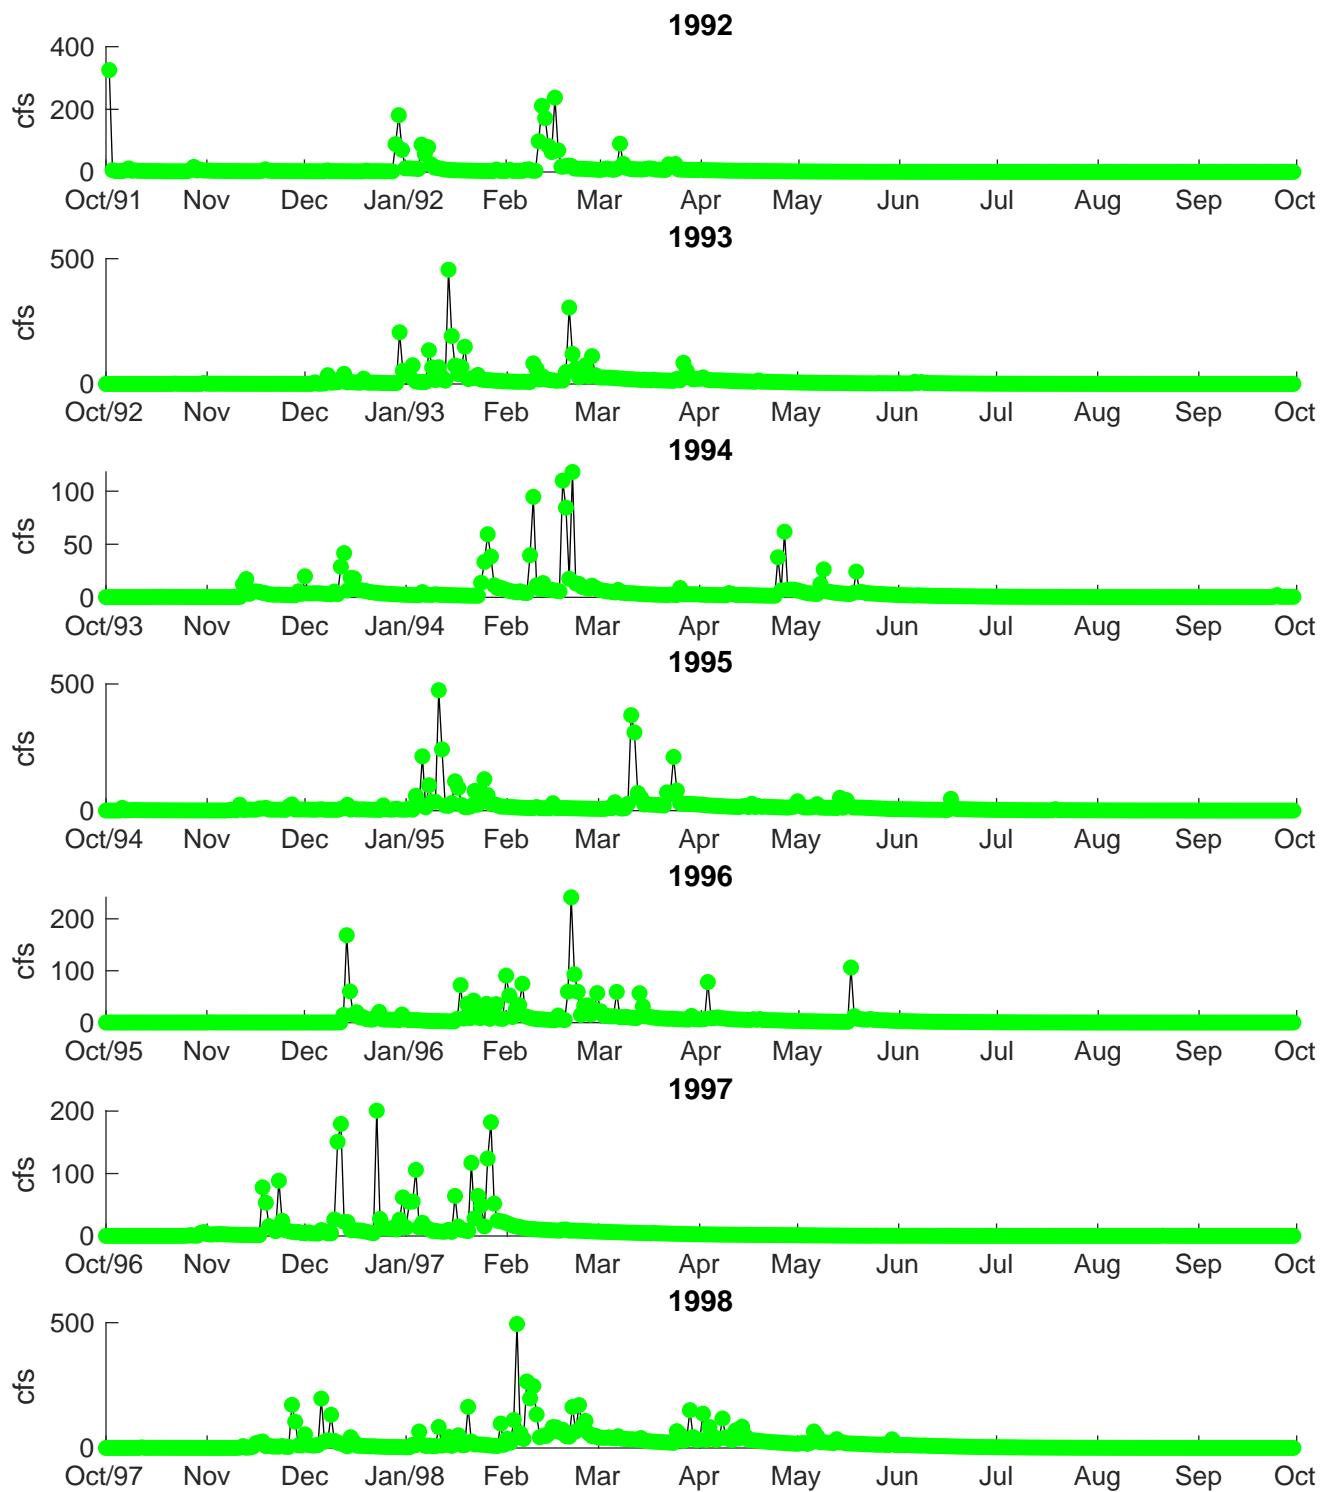 1992
400
200
0
cfs
Oct/91 Nov Dec Jan/92 Feb Mar Apr May Jun Jul Aug Sep Oct
1993
500
0
cfs
Oct/92 Nov Dec Jan/93 Feb Mar Apr May Jun Jul Aug Sep Oct
1994
100
50
0
cfs
Oct/93 Nov Dec Jan/94 Feb Mar Apr May Jun Jul Aug Sep Oct
1995
500
0
cfs
Oct/94 Nov Dec Jan/95 Feb Mar Apr May Jun Jul Aug Sep Oct
1996
200
100
0
cfs
Oct/95 Nov Dec Jan/96 Feb Mar Apr May Jun Jul Aug Sep Oct
1997
200
100
0
cfs
Oct/96 Nov Dec Jan/97 Feb Mar Apr May Jun Jul Aug Sep Oct
1998
500
0
cfs
Oct/97 Nov Dec Jan/98 Feb Mar Apr May Jun Jul Aug Sep Oct